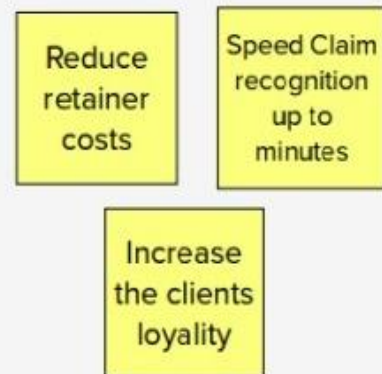 Reduce
retainer
costs
Speed Claim
recognition
up to
minutes
Increase
the clients
loyality